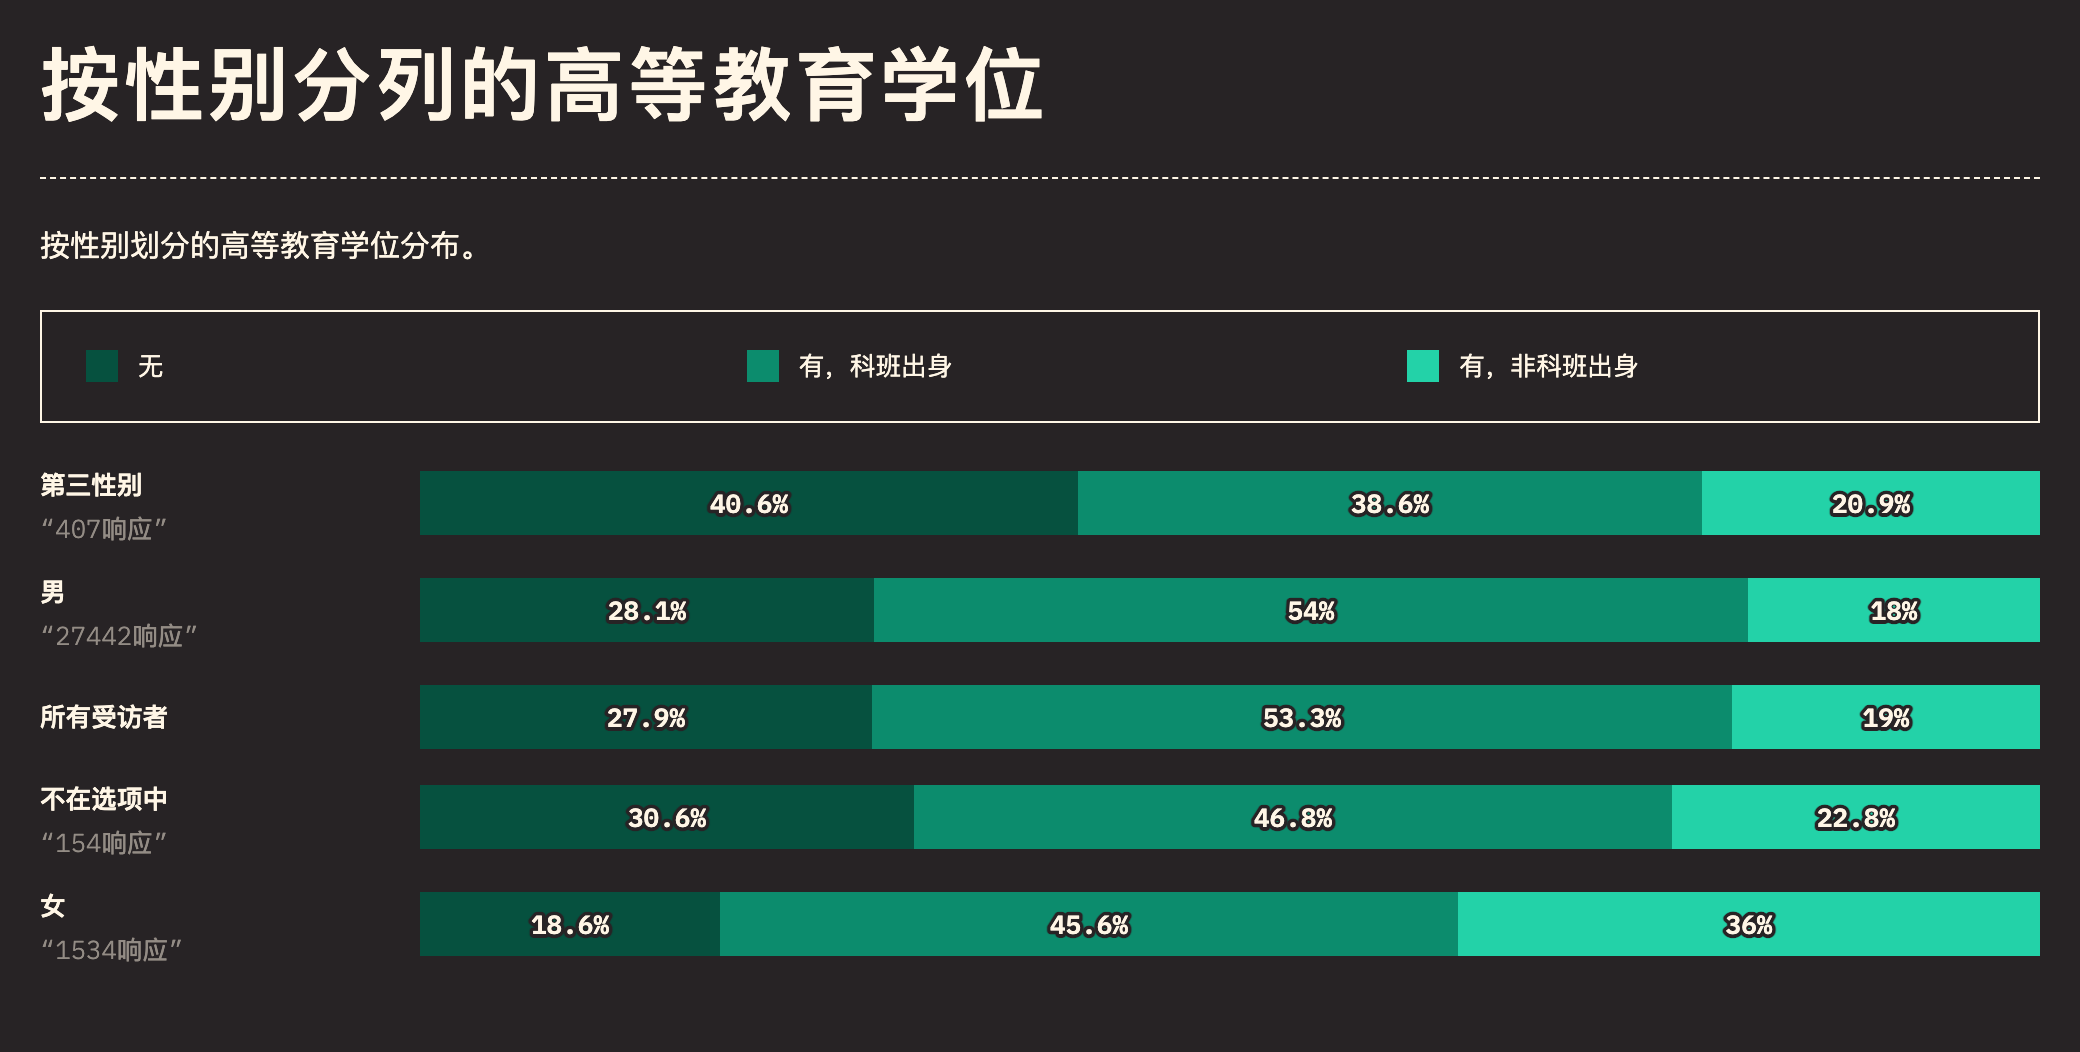 按性别分列的高等教育学位
按性别划分的高等教育学位分布。
无
有，科班出身
有，非科班出身
第三性别
“407响应”
40.6%
38.6%
20.9%
男
“27442响应”
28.1%
54%
18%
所有受访者
27.9%
53.3%
19%
不在选项中
“154响应”
30.6%
46.8%
22.8%
女
“1534响应”
18.6%
45.6%
36%